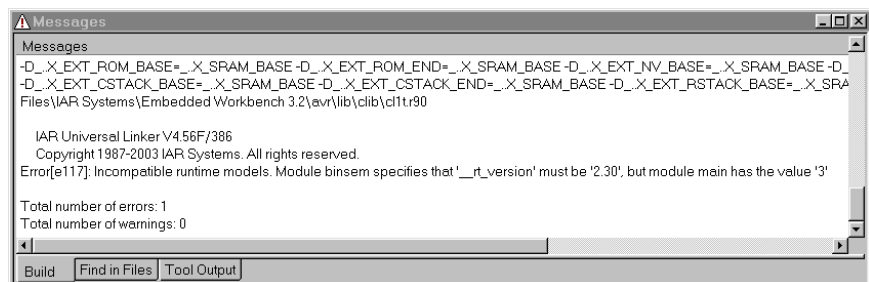 Messages
Messages
-D_..X_EXT_ROM_BASE=_..X_SRAM_BASE -D_..X_EXT_ROM_END=_..X_SRAM_BASE -D_..X_EXT_NV_BASE=_..X_SRAM_BASE -D_
-D_..X_EXT_CSTACK_BASE=_..X_SRAM_BASE -D_..X_EXT_CSTACK_END=_..X_SRAM_BASE -D_..X_EXT_RSTACK_BASE=_..X_SRA
Files\IAR Systems\Embedded Workbench 3.2\avr\lib\clib\cl1t.r90
IAR Universal Linker V4.56F/386
Copyright 1987-2003 IAR Systems. All rights reserved.
Error[e117]: Incompatible runtime models. Module binsem specifies that '__rt_version' must be '2.30', but module main has the value '3'
Total number of errors: 1
Total number of warnings: 0
Build Find in Files Tool Output